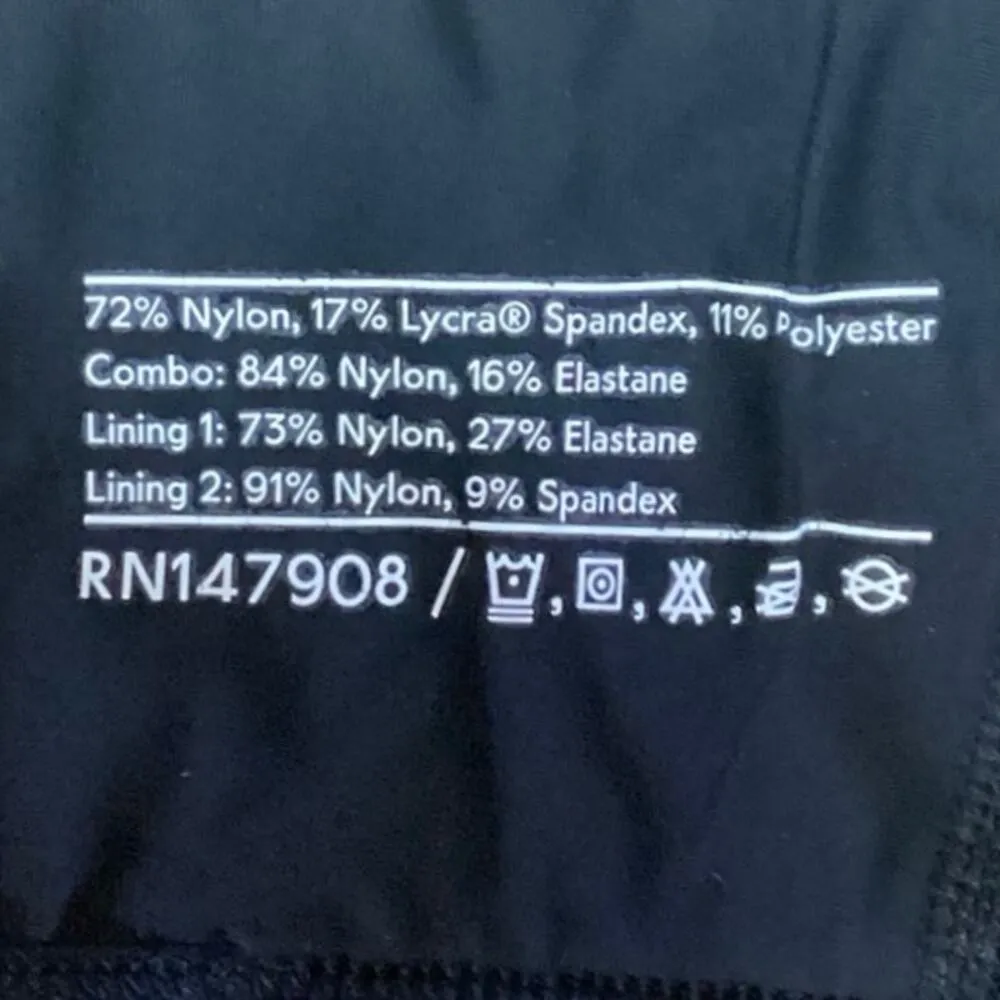 72% Nylon, 17% Lycra® Spandex, 11% Polyester
Combo: 84% Nylon, 16% Elastane
Lining 1: 73% Nylon, 27% Elastane
Lining 2: 91% Nylon, 9% Spandex
RN147908 / , , , ,